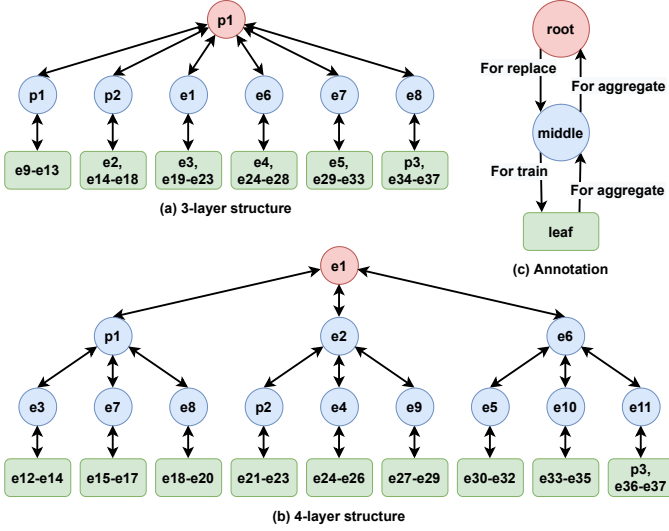 p1
p1 p2 e1 e6 e7 e8
e9-e13
e2,
e14-e18
e3,
e19-e23
e4,
e24-e28
e5,
e29-e33
p3,
e34-e37
(a) 3-layer structure
root
For replace
For aggregate
middle
For train
For aggregate
leaf
(c) Annotation
e1
p1 e2 e6
e3 e7 e8 p2 e4 e9 e5 e10 e11
e12-e14 e15-e17 e18-e20 e21-e23 e24-e26 e27-e29 e30-e32 e33-e35
p3,
e36-e37
(b) 4-layer structure